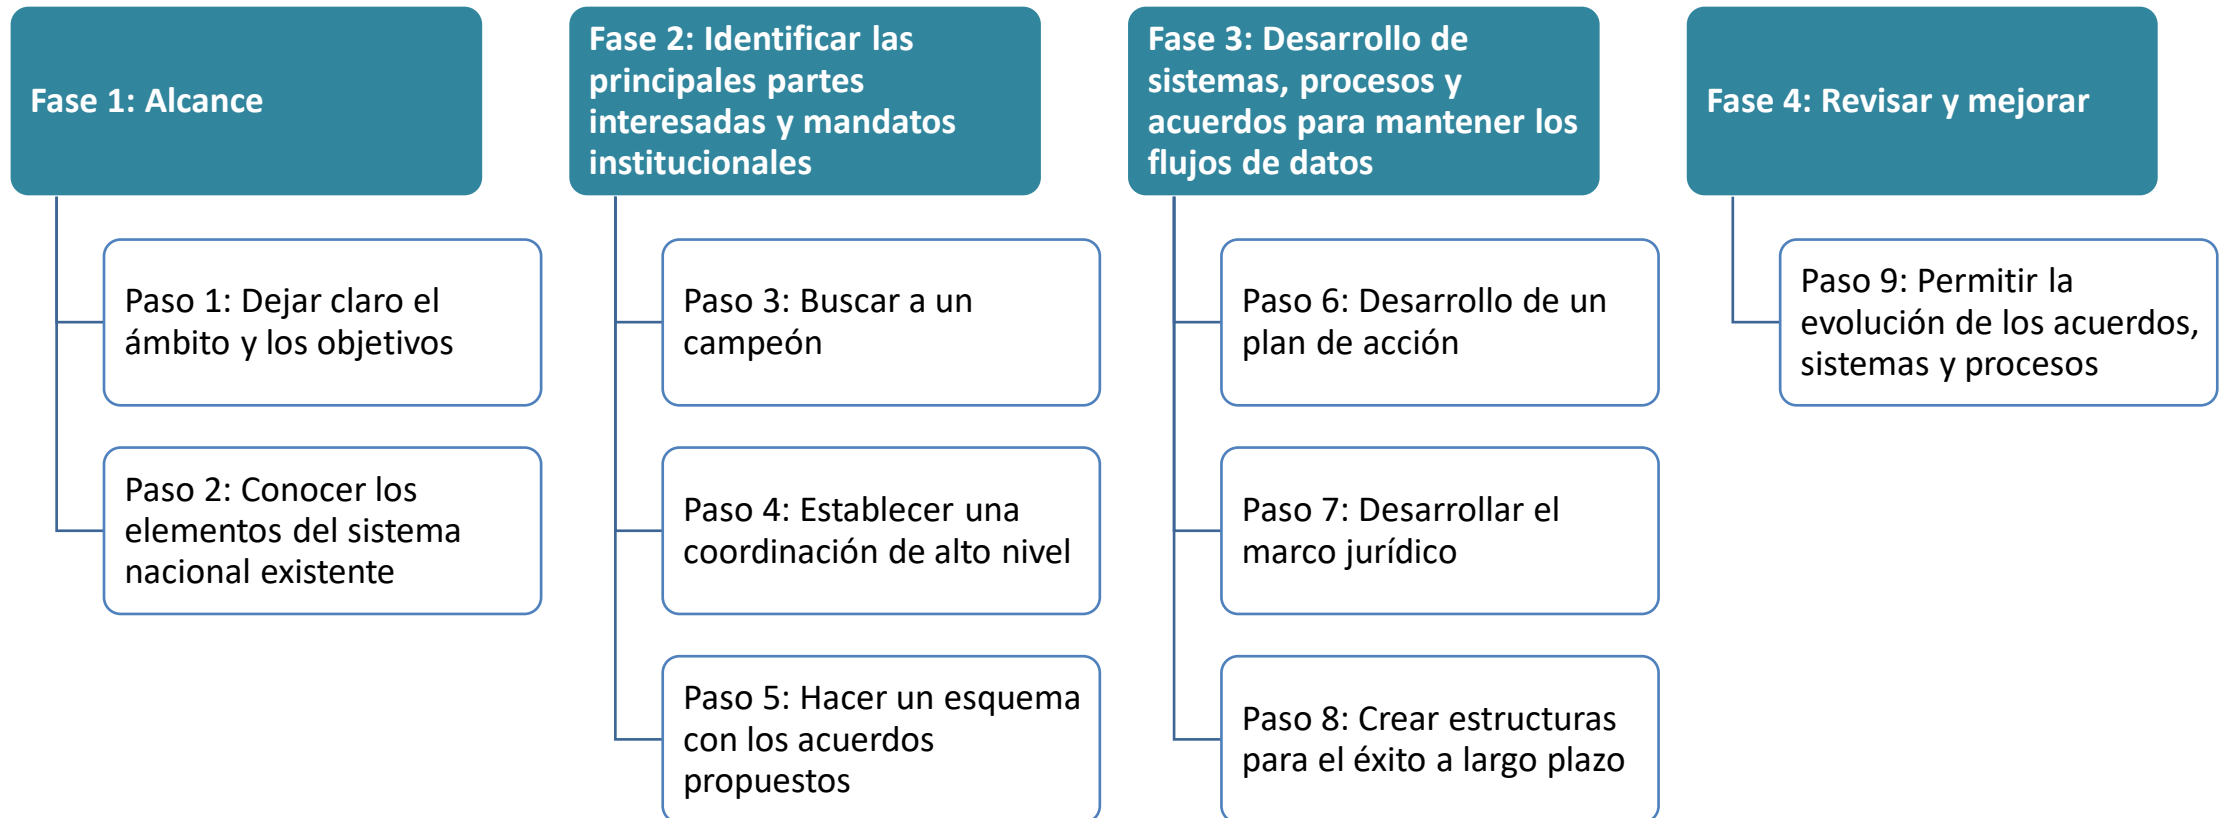 Fase 1: Alcance
Paso 1: Dejar claro el
ámbito y los objetivos
Paso 2: Conocer los
elementos del sistema
nacional existente
Fase 2: Identificar las
principales partes
interesadas y mandatos
institucionales
Paso 3: Buscar a un
campeón
Paso 4: Establecer una
coordinación de alto nivel
Paso 5: Hacer un esquema
con los acuerdos
propuestos
Fase 3: Desarrollo de
sistemas, procesos y
acuerdos para mantener los
flujos de datos
Paso 6: Desarrollo de un
plan de acción
Paso 7: Desarrollar el
marco jurídico
Paso 8: Crear estructuras
para el éxito a largo plazo
Fase 4: Revisar y mejorar
Paso 9: Permitir la
evolución de los acuerdos,
sistemas y procesos